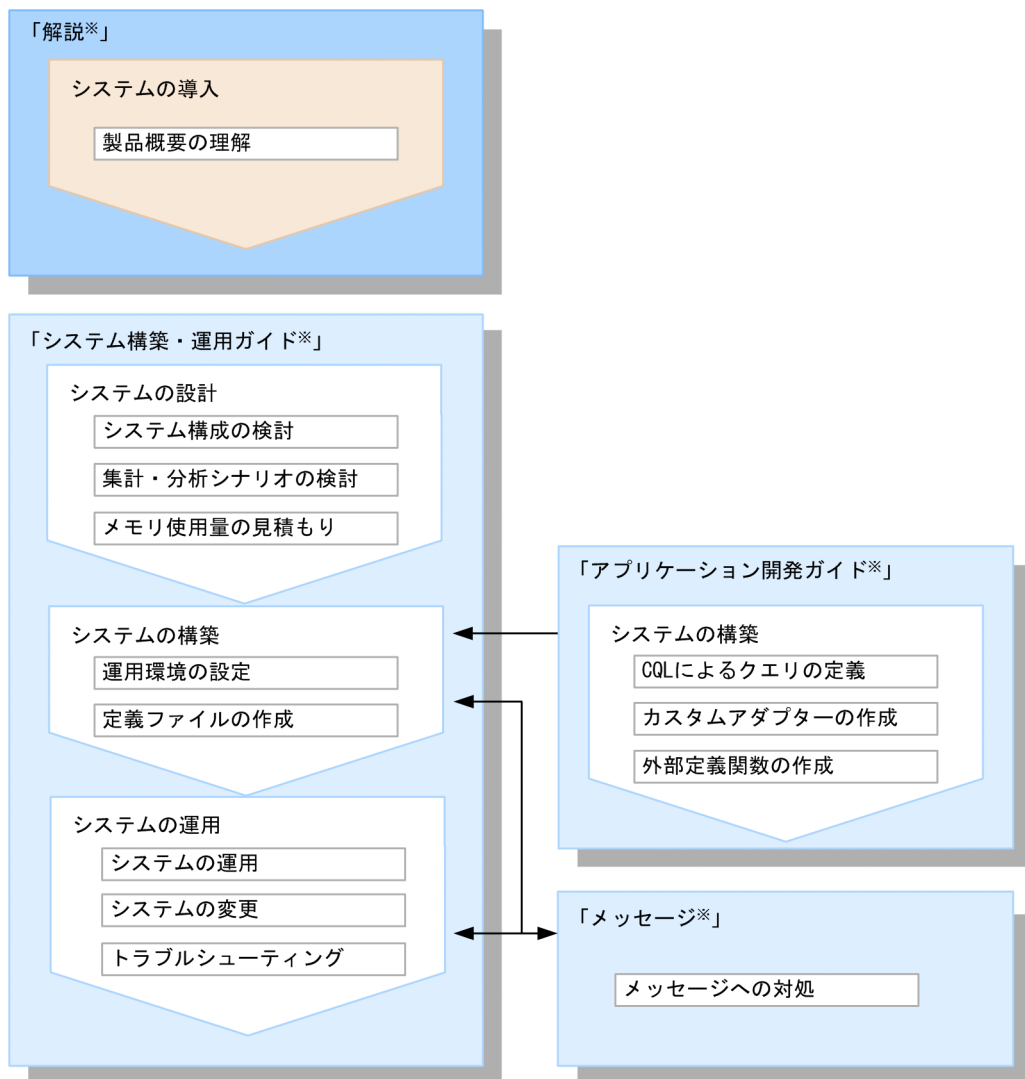 「解説※」
システムの導入
製品概要の理解
「システム構築・運用ガイド※」
システムの設計
システム構成の検討
集計・分析シナリオの検討
メモリ使用量の見積もり
システムの構築
運用環境の設定
定義ファイルの作成
システムの運用
システムの運用
システムの変更
トラブルシューティング
「アプリケーション開発ガイド※」
システムの構築
CQLによるクエリの定義
カスタムアダプターの作成
外部定義関数の作成
「メッセージ※」
メッセージへの対処